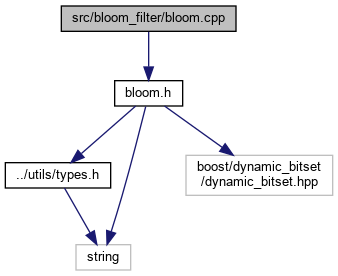 src/bloom_filter/bloom.cpp
bloom.h
../utils/types.h
boost/dynamic_bitset
/dynamic_bitset.hpp
string